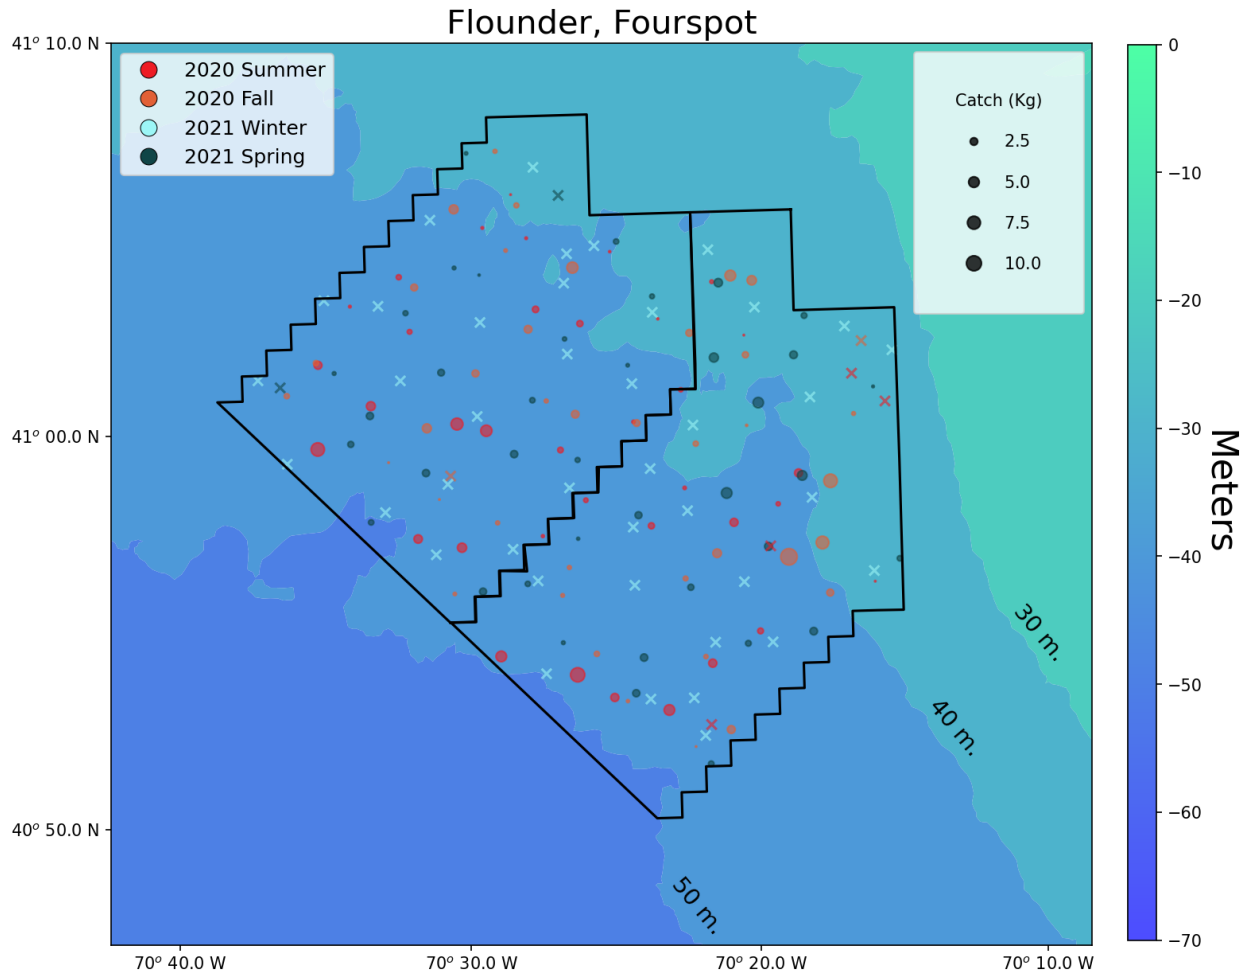 Flounder, Fourspot
41° 10.0 N
41° 00.0 N
40° 50.0 N
2020 Summer
2020 Fall
2021 Winter
2021 Spring
Catch (Kg)
2.5
5.0
7.5
10.0
30 m.
40 m.
50 m.
70° 40.0 W
70° 30.0 W
70° 20.0 W
70° 10.0 W
0
−10
−20
−30
−40
−50
−60
−70
Meters